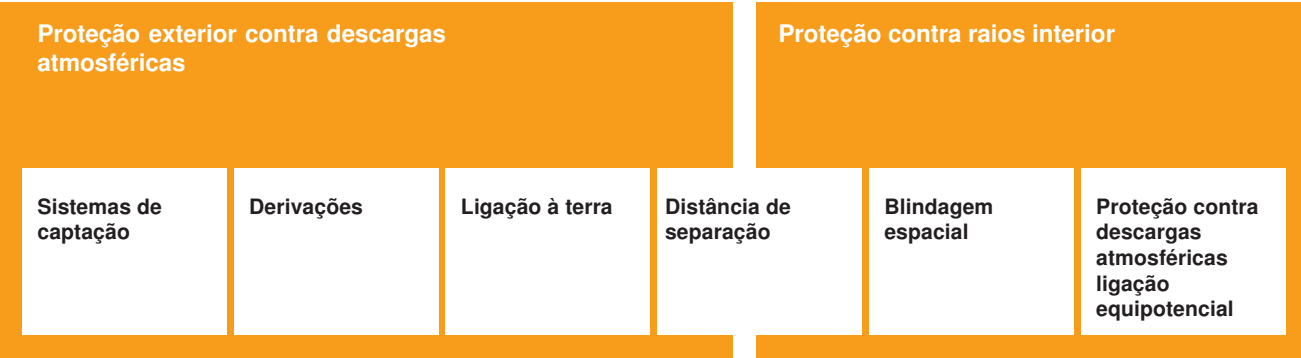 Proteção exterior contra descargas
atmosféricas
Proteção contra raios interior
Sistemas de
captação
Derivações
Ligação à terra
Distância de
separação
Blindagem
espacial
Proteção contra
descargas
atmosféricas
ligação
equipotencial